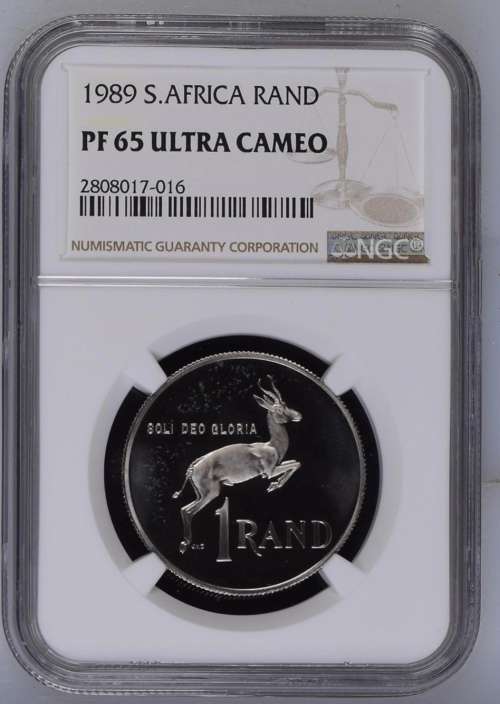 1989 S.AFRICA RAND
PF 65 ULTRA CAMEO
2808017-016
NUMISMATIC GUARANTY CORPORATION
NGC®
SOLI DEO GLORIA
1 RAND